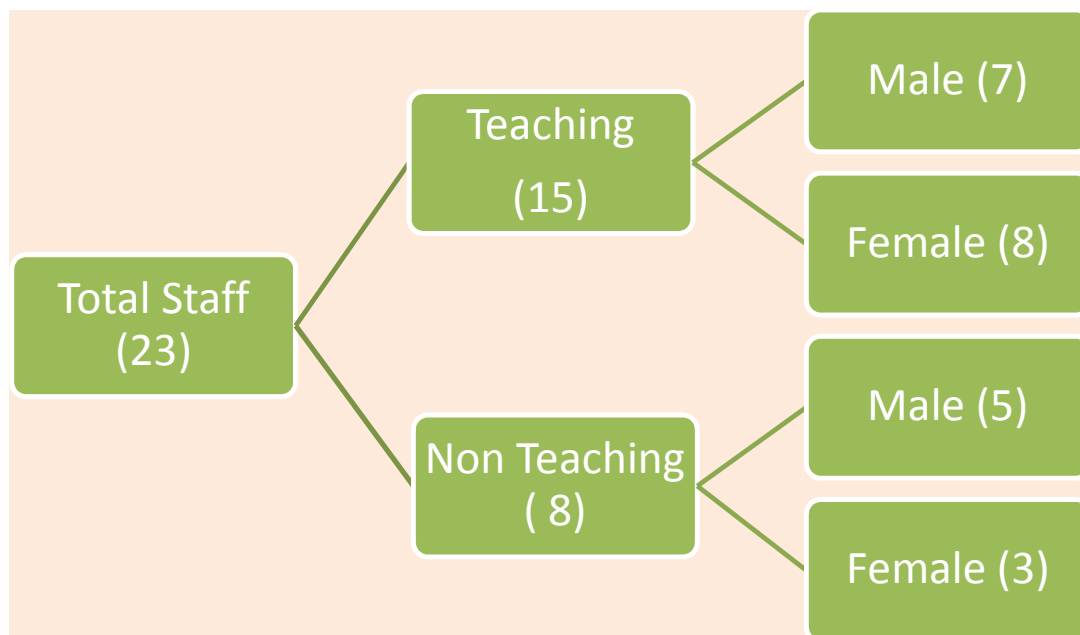 Total Staff
(23)
Teaching
(15)
Non Teaching
( 8)
Male (7)
Female (8)
Male (5)
Female (3)